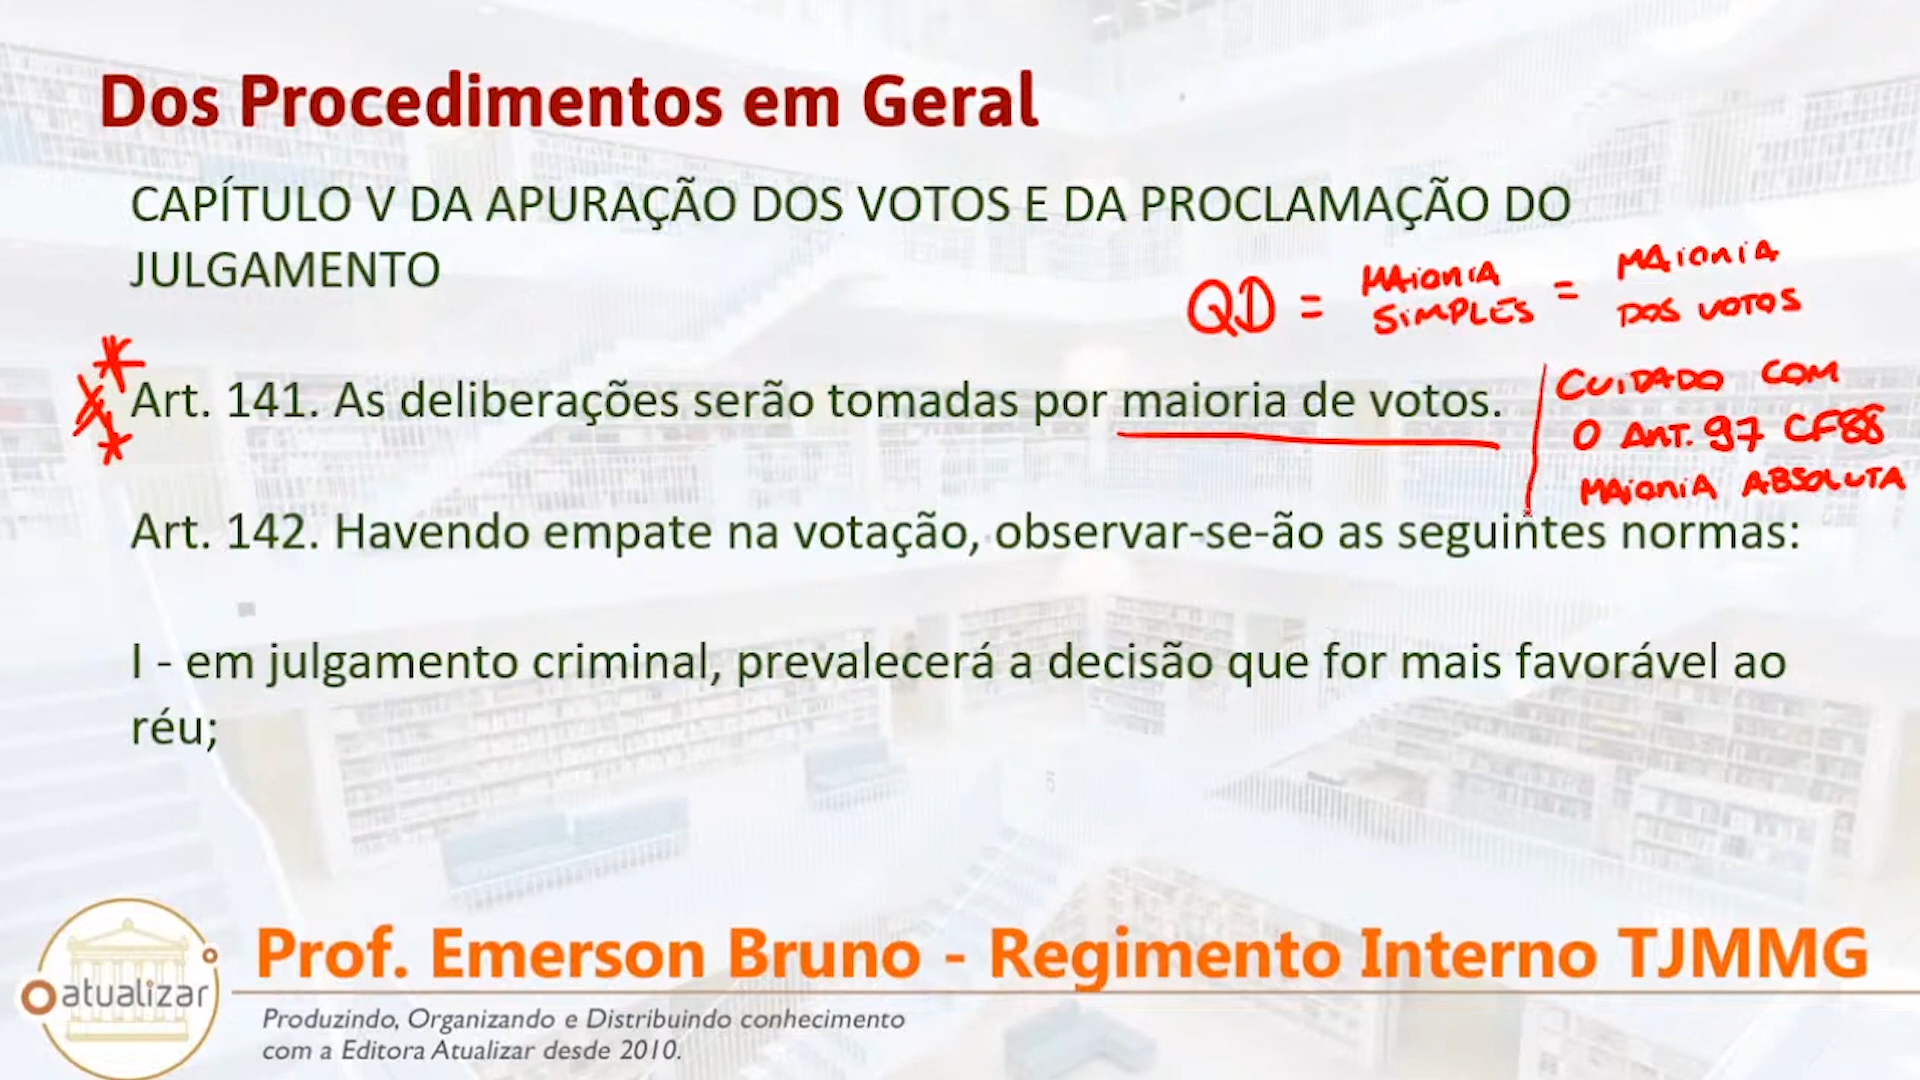 Dos Procedimentos em Geral
CAPÍTULO V DA APURAÇÃO DOS VOTOS E DA PROCLAMAÇÃO DO
JULGAMENTO
QD = MAIORIA SIMPLES = MAIORIA DOS VOTOS
Art. 141. As deliberações serão tomadas por maioria de votos.
CUIDADO COM
O ART. 97 CF88
MAIORIA ABSOLUTA
Art. 142. Havendo empate na votação, observar-se-ão as seguintes normas:
I - em julgamento criminal, prevalecerá a decisão que for mais favorável ao
réu;
atualizar
Prof. Emerson Bruno - Regimento Interno TJMMG
Produzindo, Organizando e Distribuindo conhecimento
com a Editora Atualizar desde 2010.